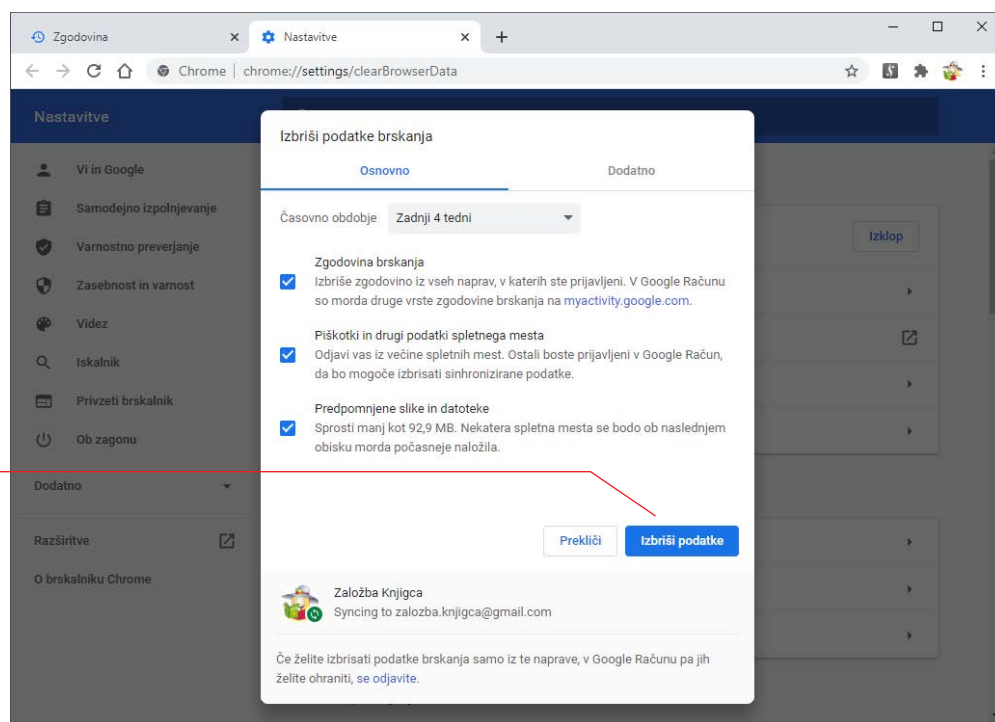 Zgodovina
Nastavitve
Chrome | chrome://settings/clearBrowserData
Nastavitve
Vi in Google
Samodejno izpolnjevanje
Varnostno preverjanje
Zasebnost in varnost
Videz
Iskalnik
Privzeti brskalnik
Ob zagonu
Dodatno
Razširitve
O brskalniku Chrome
Izklop
Izbriši podatke brskanja
Osnovno
Dodatno
Časovno obdobje Zadnji 4 tedni
Zgodovina brskanja
Izbriše zgodovino iz vseh naprav, v katerih ste prijavljeni. V Google Računu
so morda druge vrste zgodovine brskanja na myactivity.google.com.
Piškotki in drugi podatki spletnega mesta
Odjavi vas iz večine spletnih mest. Ostali boste prijavljeni v Google Račun,
da bo mogoče izbrisati sinhronizirane podatke.
Predpomnjene slike in datoteke
Sprosti manj kot 92,9 MB. Nekatera spletna mesta se bodo ob naslednjem
obisku morda počasneje naložila.
Prekliči
Izbriši podatke
Založba Knjigca
Syncing to zalozba.knjigca@gmail.com
Če želite izbrisati podatke brskanja samo iz te naprave, v Google Računu pa jih
želite ohraniti, se odjavite.